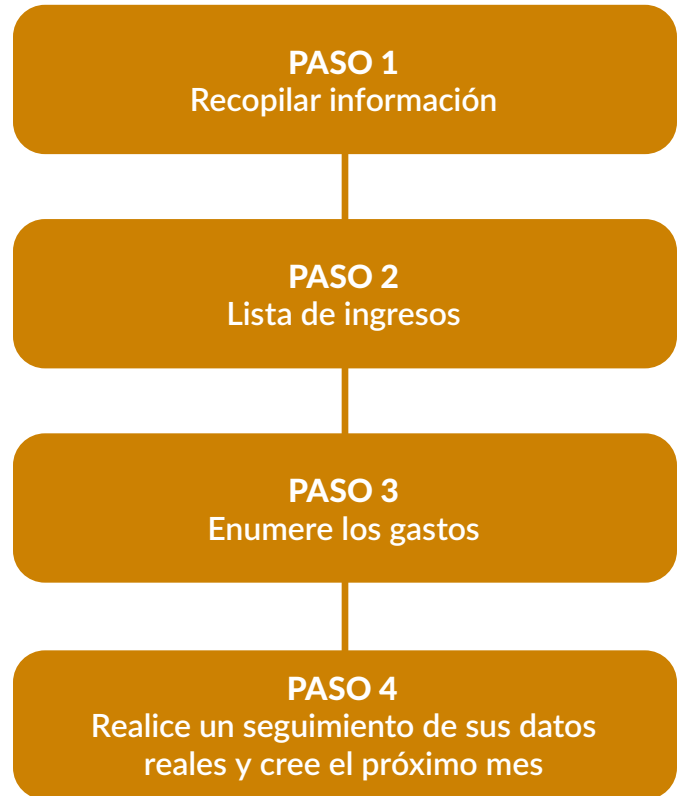 PASO 1
Recopilar información
PASO 2
Lista de ingresos
PASO 3
Enumere los gastos
PASO 4
Realice un seguimiento de sus datos
reales y cree el próximo mes